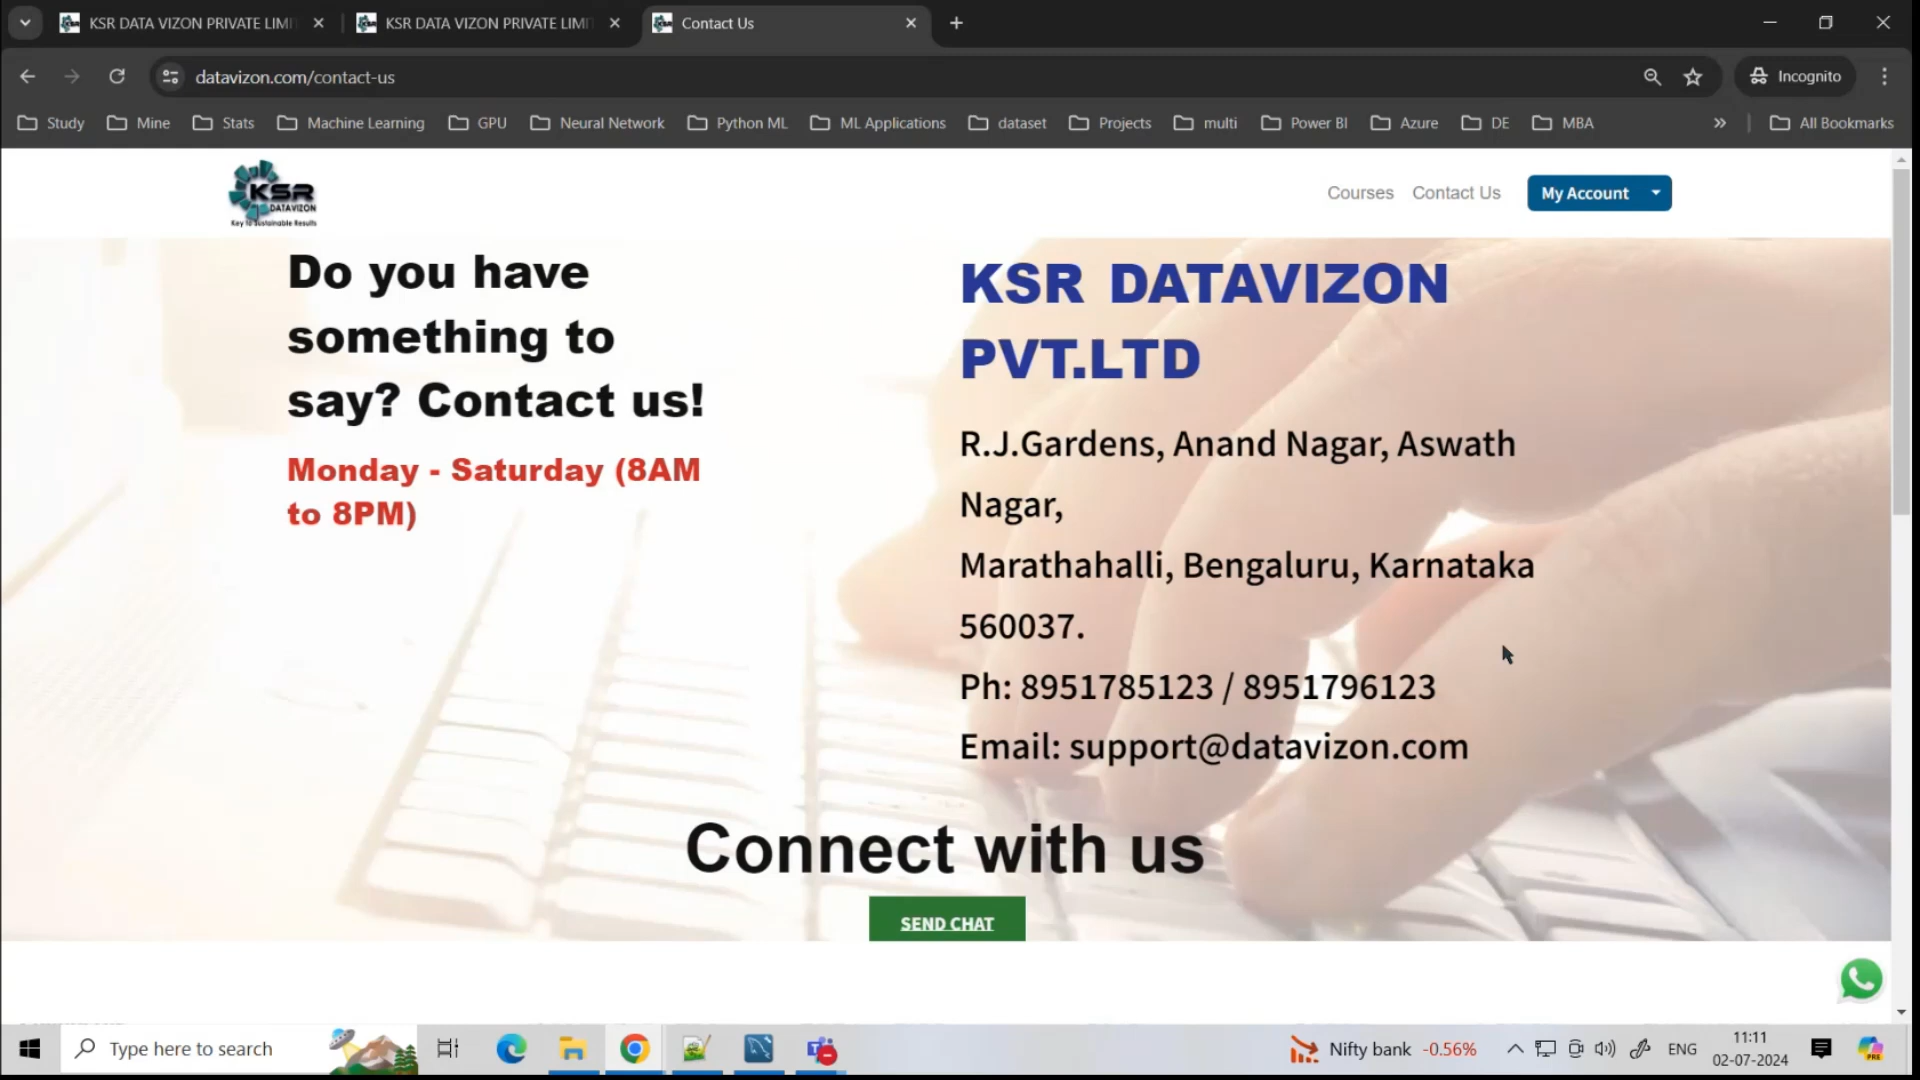 KSR DATA VIZON PRIVATE LIMI
KSR DATA VIZON PRIVATE LIMI
Contact Us
datavizon.com/contact-us
Incognito
Study
Mine
Stats
Machine Learning
GPU
Neural Network
Python ML
ML Applications
dataset
Projects
multi
Power BI
Azure
DE
MBA
All Bookmarks
KSR
DATAVIZON
Key to Sustainable Results
Courses
Contact Us
My Account
Do you have
something to
say? Contact us!
Monday - Saturday (8AM
to 8PM)
KSR DATAVIZON
PVT.LTD
R.J.Gardens, Anand Nagar, Aswath
Nagar,
Marathahalli, Bengaluru, Karnataka
560037.
Ph: 8951785123 / 8951796123
Email: support@datavizon.com
Connect with us
SEND CHAT
Type here to search
Nifty bank -0.56%
ENG
11:11
02-07-2024
PRE